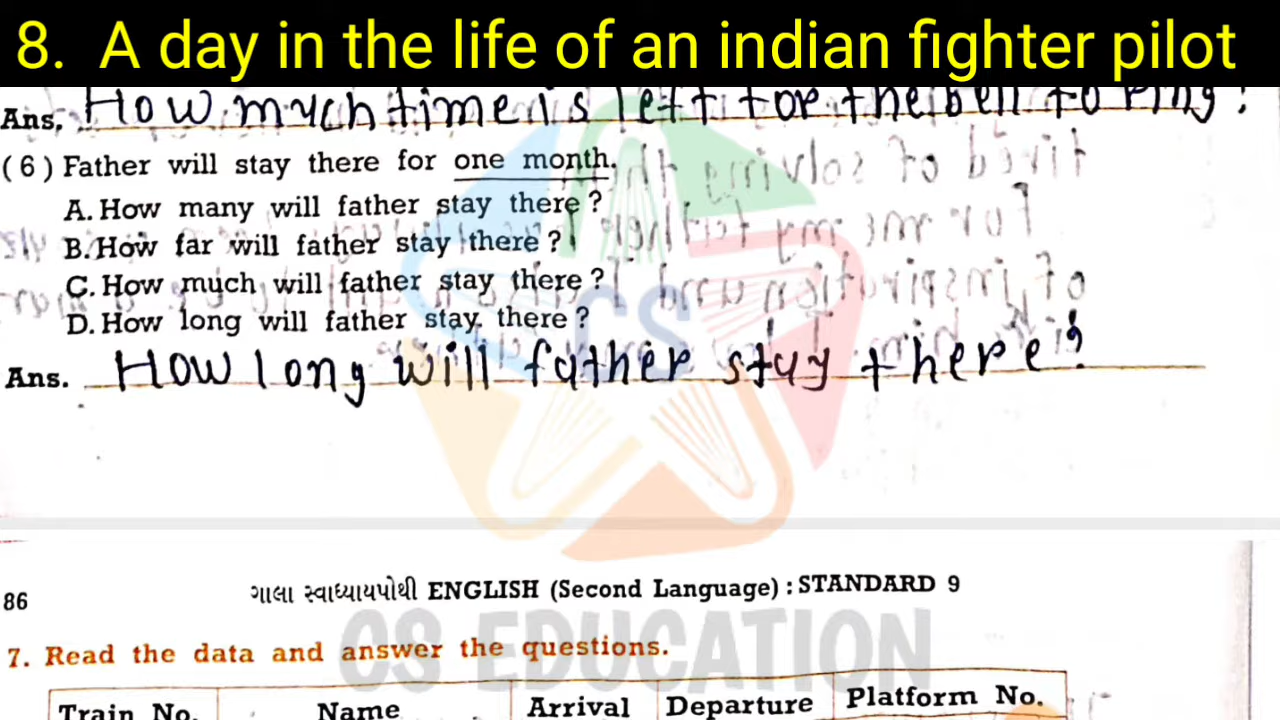 8. A day in the life of an indian fighter pilot
Ans. How much time is left for the bell to ring?
(6) Father will stay there for one month.
A. How many will father stay there?
B. How far will father stay there?
C. How much will father stay there?
D. How long will father stay there?
Ans. How long will father stay there?
86 ગાલા સ્વાધ્યાયપોથી ENGLISH (Second Language) : STANDARD 9
CS EDUCATION
7. Read the data and answer the questions.
Train No. Name Arrival Departure Platform No.